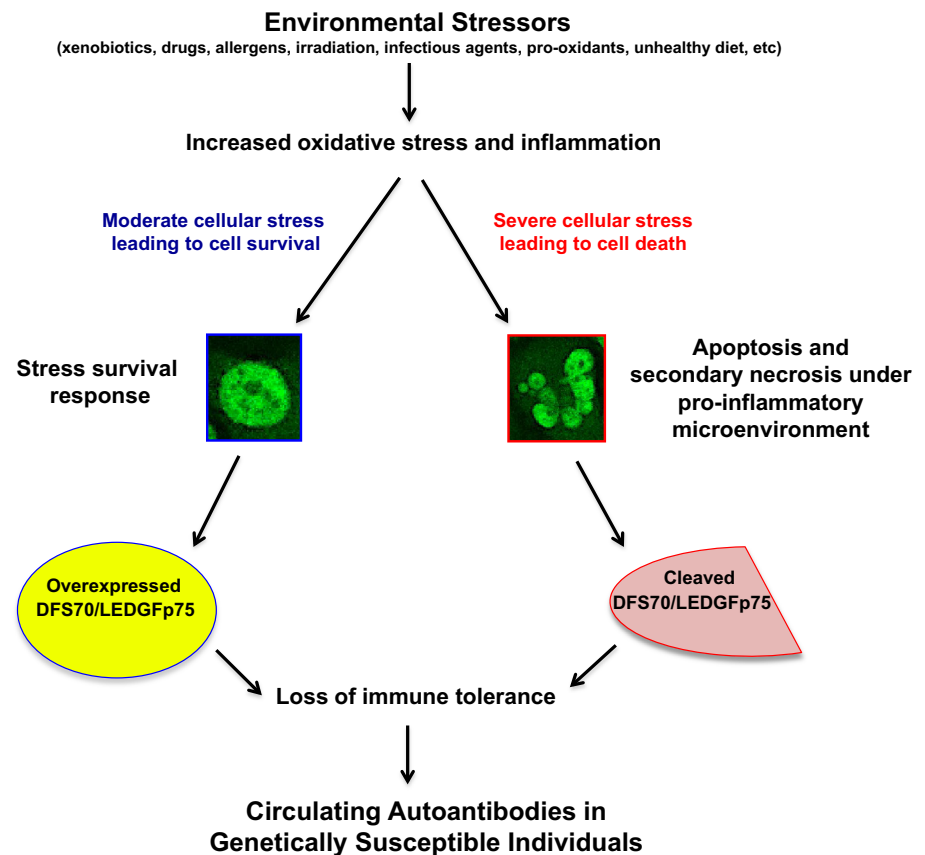 Environmental Stressors
(xenobiotics, drugs, allergens, irradiation, infectious agents, pro-oxidants, unhealthy diet, etc)
Increased oxidative stress and inflammation
Moderate cellular stress
leading to cell survival
Severe cellular stress
leading to cell death
Stress survival
response
Apoptosis and
secondary necrosis under
pro-inflammatory
microenvironment
Overexpressed
DFS70/LEDGFp75
Cleaved
DFS70/LEDGFp75
Loss of immune tolerance
Circulating Autoantibodies in
Genetically Susceptible Individuals